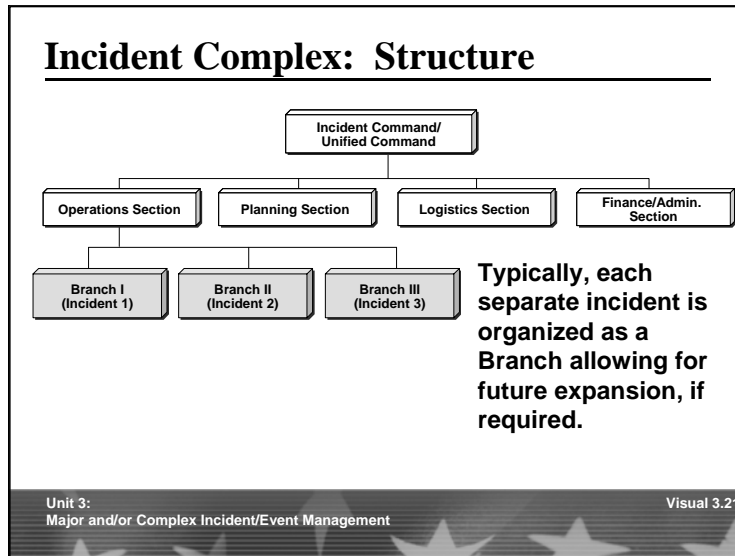 Incident Complex: Structure
Incident Command/
Unified Command
Operations Section
Planning Section
Logistics Section
Finance/Admin.
Section
Branch I
(Incident 1)
Branch II
(Incident 2)
Branch III
(Incident 3)
Typically, each
separate incident is
organized as a
Branch allowing for
future expansion, if
required.
Unit 3:
Major and/or Complex Incident/Event Management
Visual 3.21